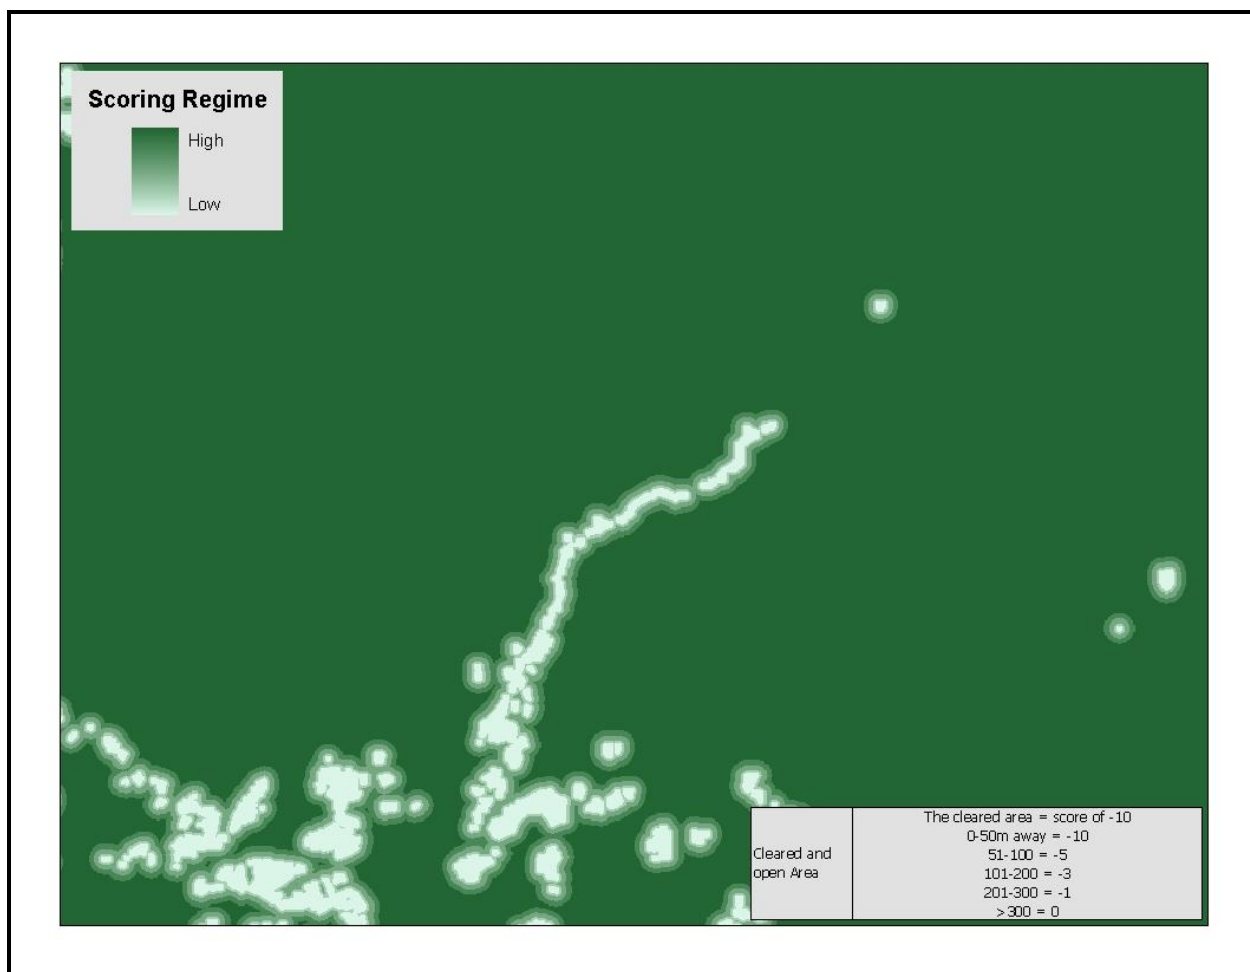 Scoring Regime
High
Low
Cleared and
open Area
The cleared area = score of -10
0-50m away = -10
51-100 = -5
101-200 = -3
201-300 = -1
>300 = 0